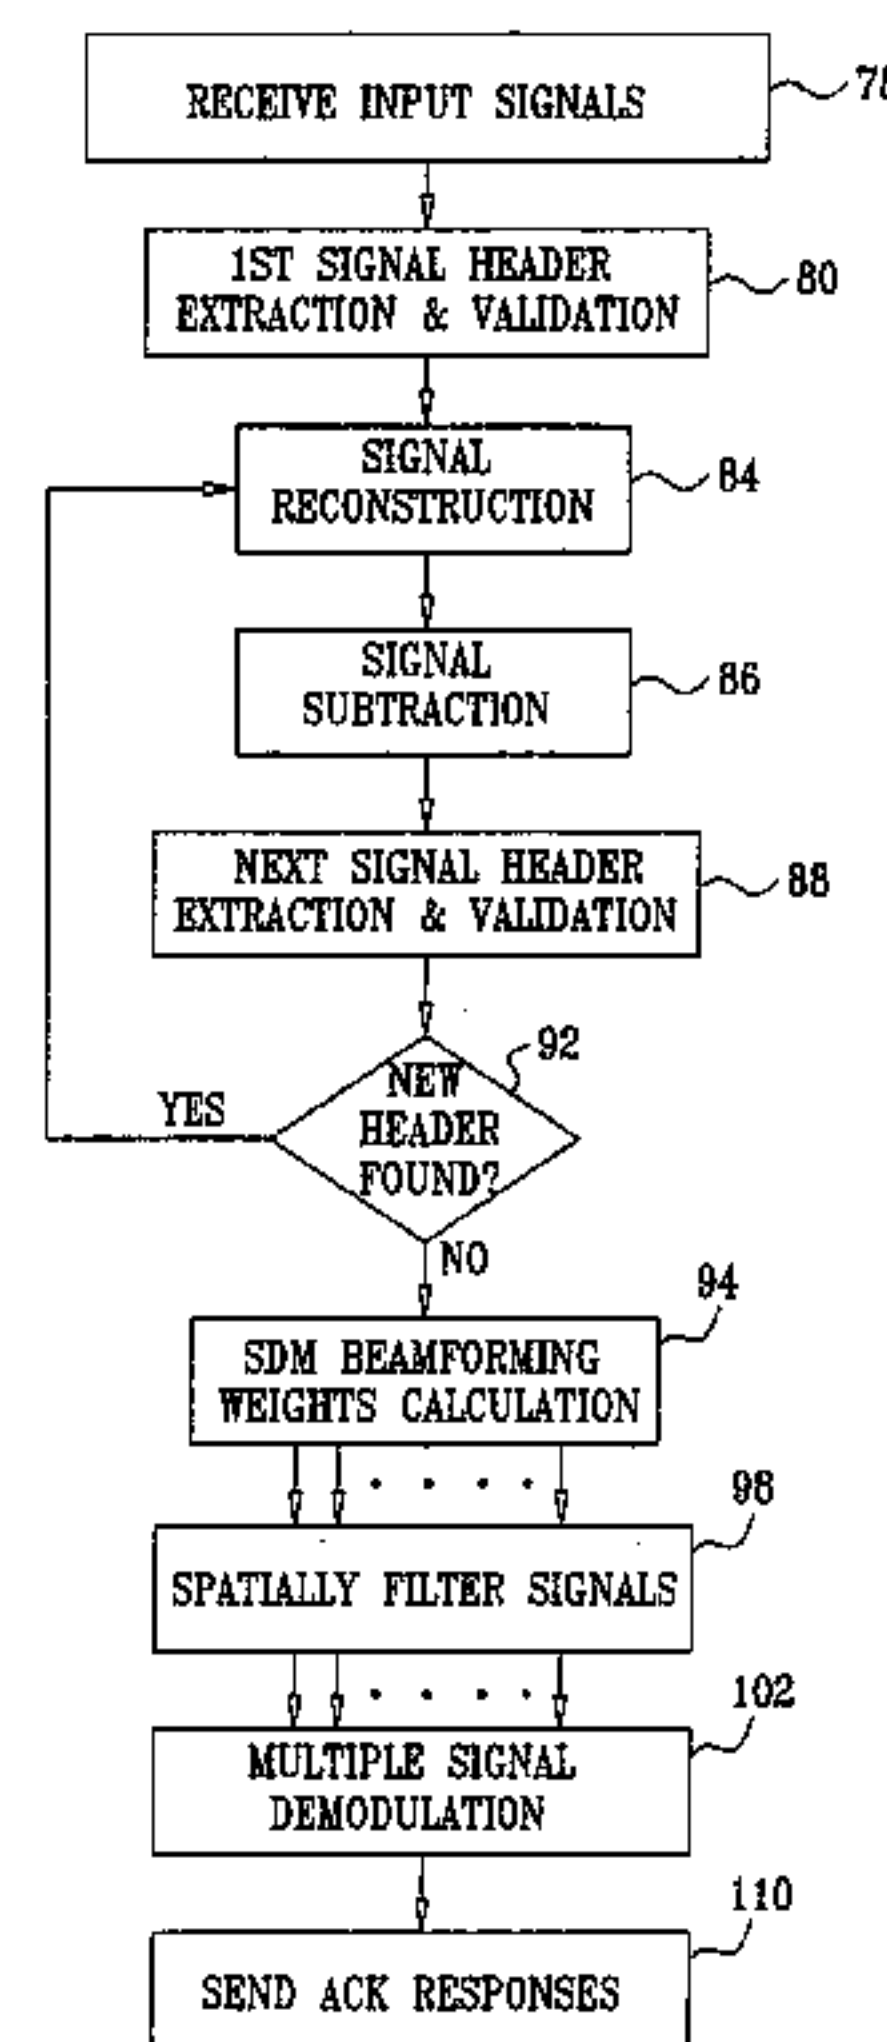 RECEIVE INPUT SIGNALS
1ST SIGNAL HEADER
EXTRACTION & VALIDATION
80
SIGNAL
RECONSTRUCTION
84
SIGNAL
SUBTRACTION
86
NEXT SIGNAL HEADER
EXTRACTION & VALIDATION
88
92
NEW
HEADER
FOUND?
YES
NO
94
SDM BEAMFORMING
WEIGHTS CALCULATION
98
SPATIALLY FILTER SIGNALS
102
MULTIPLE SIGNAL
DEMODULATION
110
SEND ACK RESPONSES